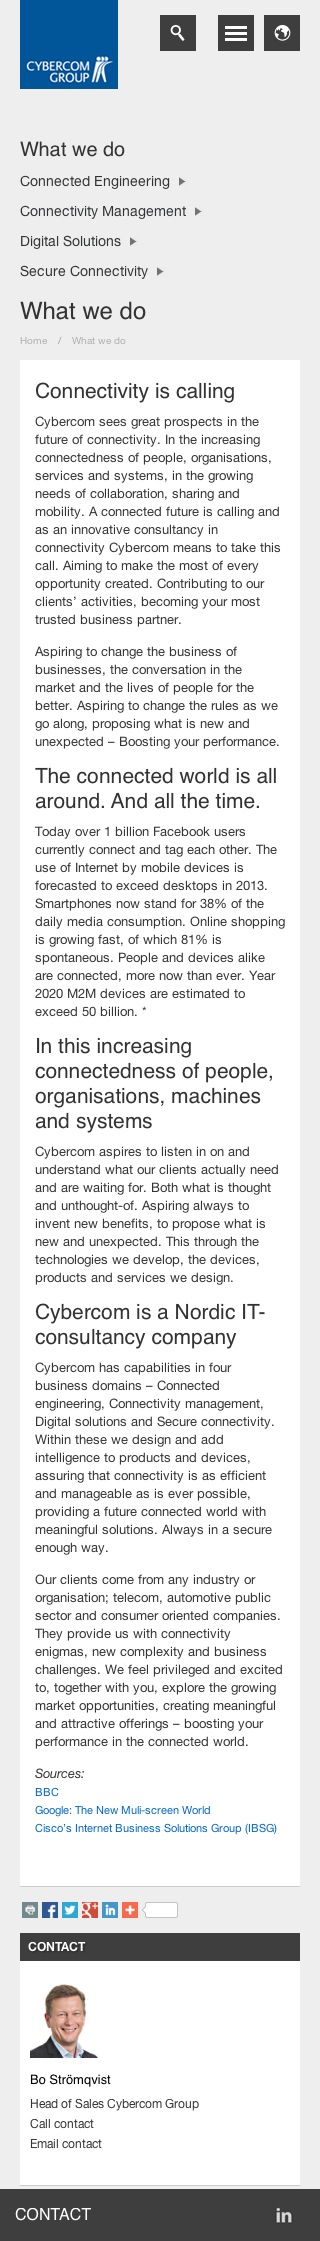 CYBERCOM
GROUP
What we do
Connected Engineering
Connectivity Management
Digital Solutions
Secure Connectivity
What we do
Home / What we do
Connectivity is calling
Cybercom sees great prospects in the
future of connectivity. In the increasing
connectedness of people, organisations,
services and systems, in the growing
needs of collaboration, sharing and
mobility. A connected future is calling and
as an innovative consultancy in
connectivity Cybercom means to take this
call. Aiming to make the most of every
opportunity created. Contributing to our
clients’ activities, becoming your most
trusted business partner.
Aspiring to change the business of
businesses, the conversation in the
market and the lives of people for the
better. Aspiring to change the rules as we
go along, proposing what is new and
unexpected – Boosting your performance.
The connected world is all
around. And all the time.
Today over 1 billion Facebook users
currently connect and tag each other. The
use of Internet by mobile devices is
forecasted to exceed desktops in 2013.
Smartphones now stand for 38% of the
daily media consumption. Online shopping
is growing fast, of which 81% is
spontaneous. People and devices alike
are connected, more now than ever. Year
2020 M2M devices are estimated to
exceed 50 billion. *
In this increasing
connectedness of people,
organisations, machines
and systems
Cybercom aspires to listen in on and
understand what our clients actually need
and are waiting for. Both what is thought
and unthought-of. Aspiring always to
invent new benefits, to propose what is
new and unexpected. This through the
technologies we develop, the devices,
products and services we design.
Cybercom is a Nordic IT-
consultancy company
Cybercom has capabilities in four
business domains – Connected
engineering, Connectivity management,
Digital solutions and Secure connectivity.
Within these we design and add
intelligence to products and devices,
assuring that connectivity is as efficient
and manageable as is ever possible,
providing a future connected world with
meaningful solutions. Always in a secure
enough way.
Our clients come from any industry or
organisation; telecom, automotive public
sector and consumer oriented companies.
They provide us with connectivity
enigmas, new complexity and business
challenges. We feel privileged and excited
to, together with you, explore the growing
market opportunities, creating meaningful
and attractive offerings – boosting your
performance in the connected world.
Sources:
BBC
Google: The New Muli-screen World
Cisco’s Internet Business Solutions Group (IBSG)
CONTACT
Bo Strömqvist
Head of Sales Cybercom Group
Call contact
Email contact
CONTACT